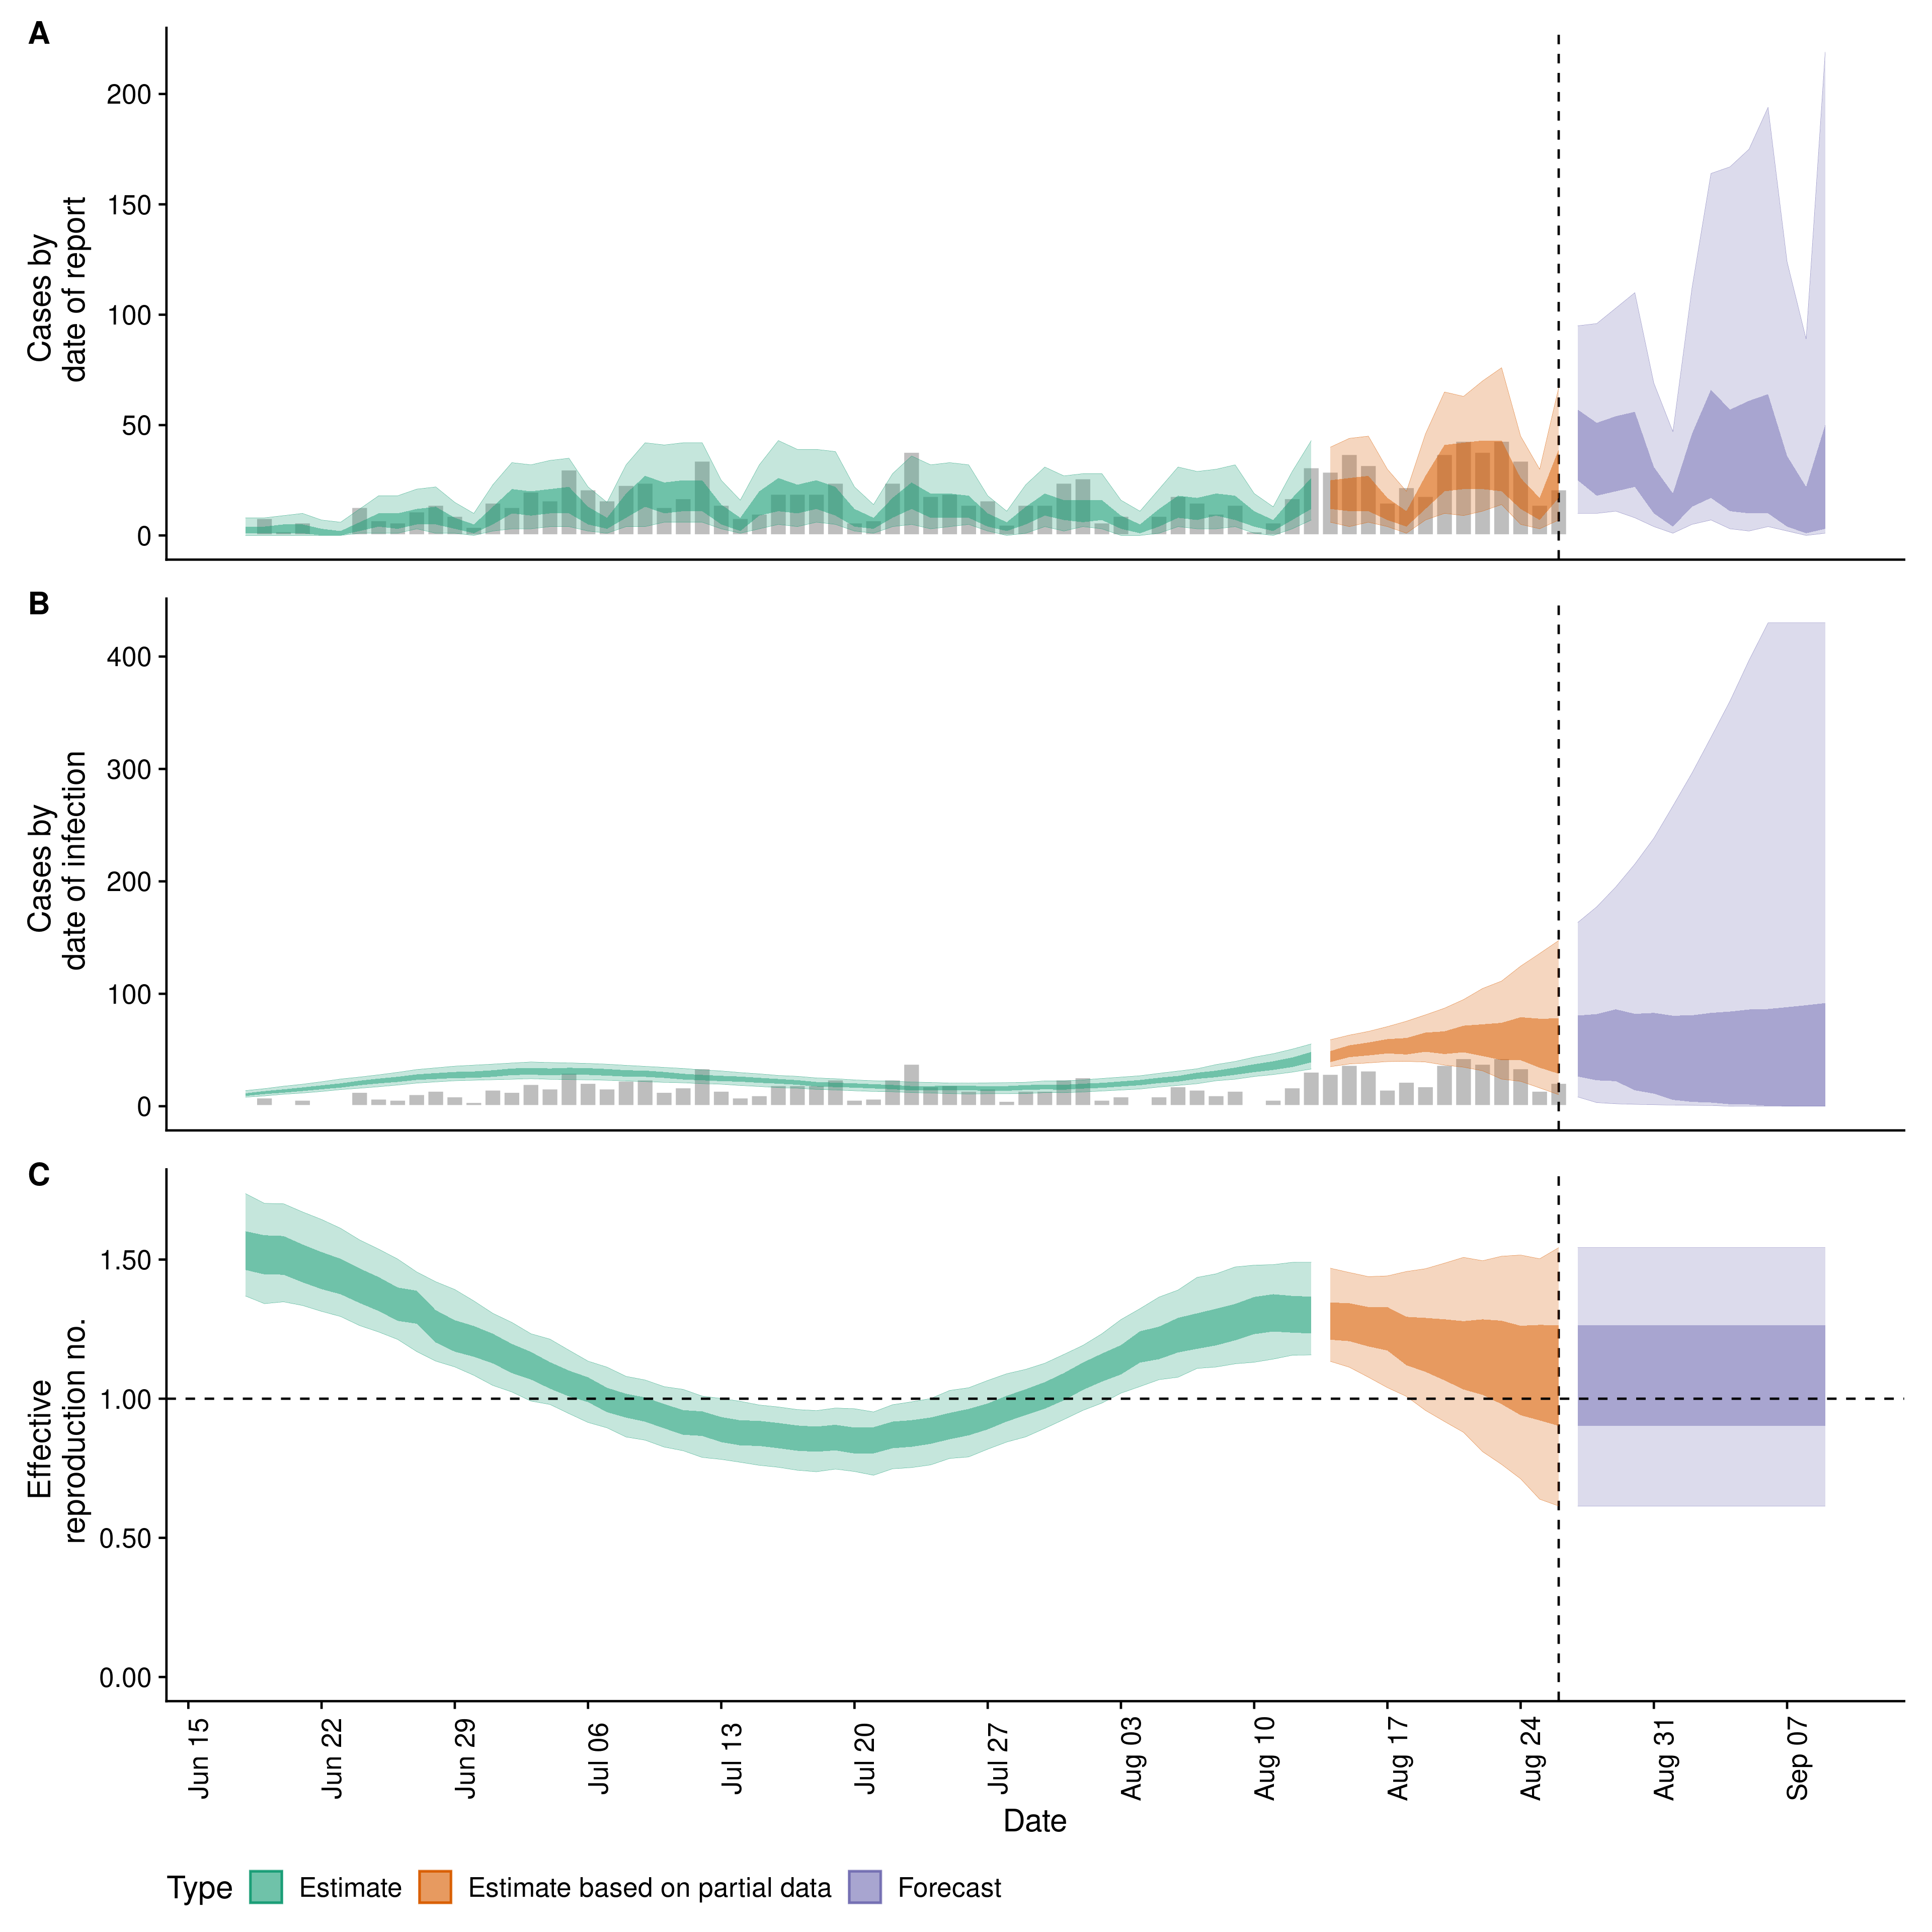 A
Cases by
date of report
200
150
100
50
0
B
Cases by
date of infection
400
300
200
100
0
C
Effective
reproduction no.
1.50
1.00
0.50
0.00
Jun 15
Jun 22
Jun 29
Jul 06
Jul 13
Jul 20
Jul 27
Aug 03
Aug 10
Aug 17
Aug 24
Aug 31
Sep 07
Date
Type Estimate Estimate based on partial data Forecast